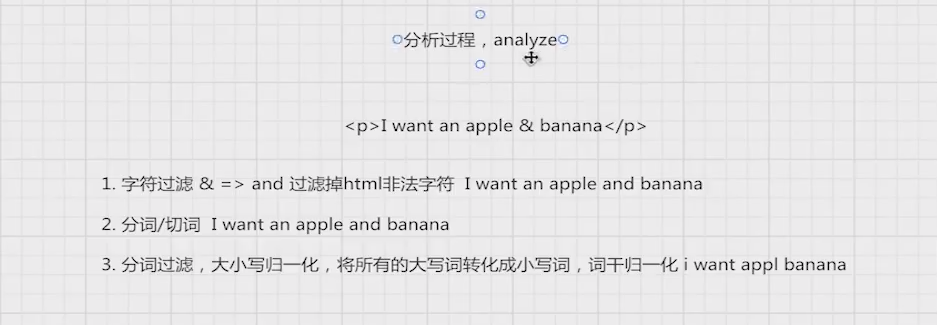 分析过程，analyze
<p>I want an apple & banana</p>
1. 字符过滤 & => and 过滤掉html非法字符 I want an apple and banana
2. 分词/切词 I want an apple and banana
3. 分词过滤，大小写归一化，将所有的大写词转化成小写词，词干归一化 i want appl banana